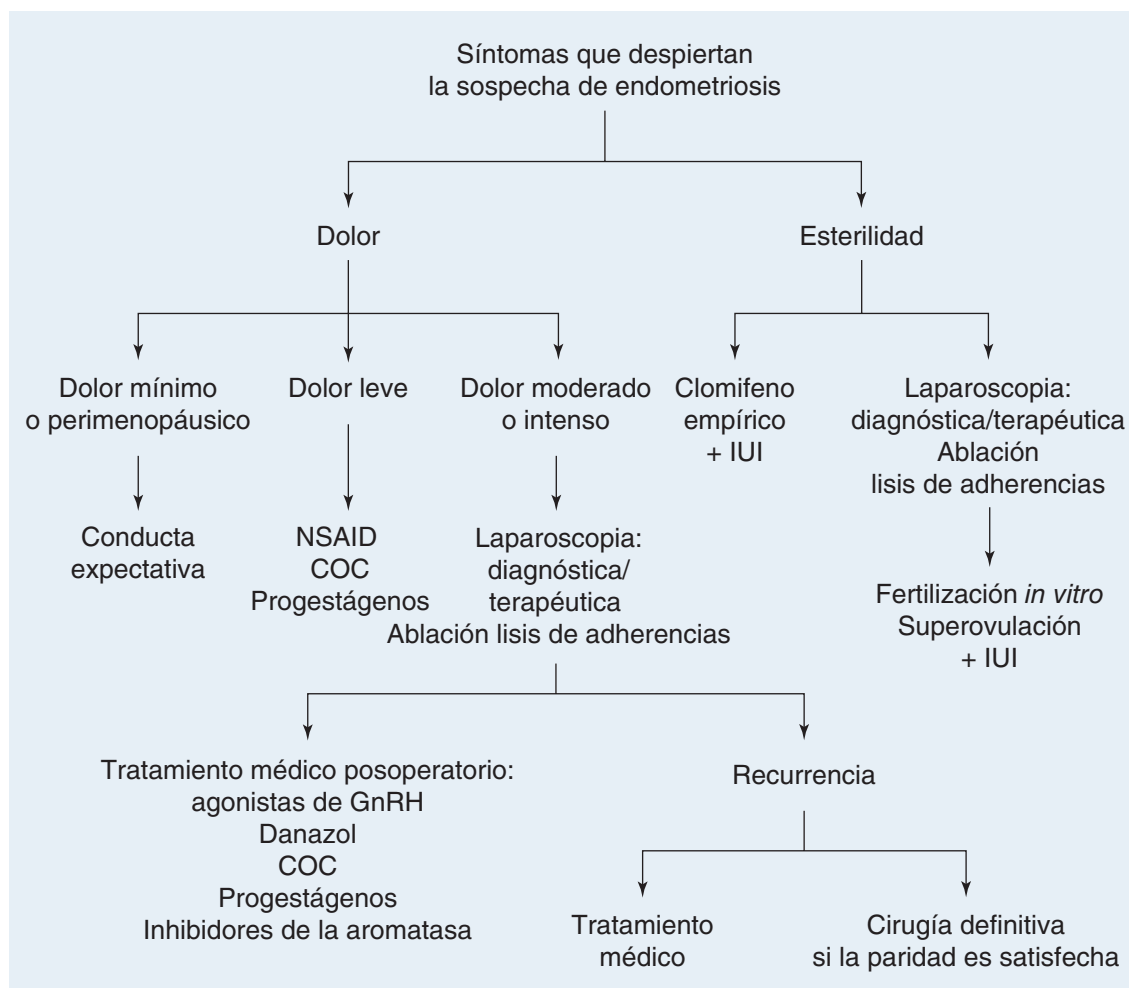 Síntomas que despiertan
la sospecha de endometriosis
Dolor
Esterilidad
Dolor mínimo
o perimenopáusico
Dolor leve
Dolor moderado
o intenso
Clomifeno
empírico
+ IUI
Laparoscopia:
diagnóstica/terapéutica
Ablación
lisis de adherencias
Conducta
expectativa
NSAID
COC
Progestágenos
Laparoscopia:
diagnóstica/
terapéutica
Ablación lisis de adherencias
Fertilización in vitro
Superovulación
+ IUI
Tratamiento médico posoperatorio:
agonistas de GnRH
Danazol
COC
Progestágenos
Inhibidores de la aromatasa
Recurrencia
Tratamiento
médico
Cirugía definitiva
si la paridad es satisfecha